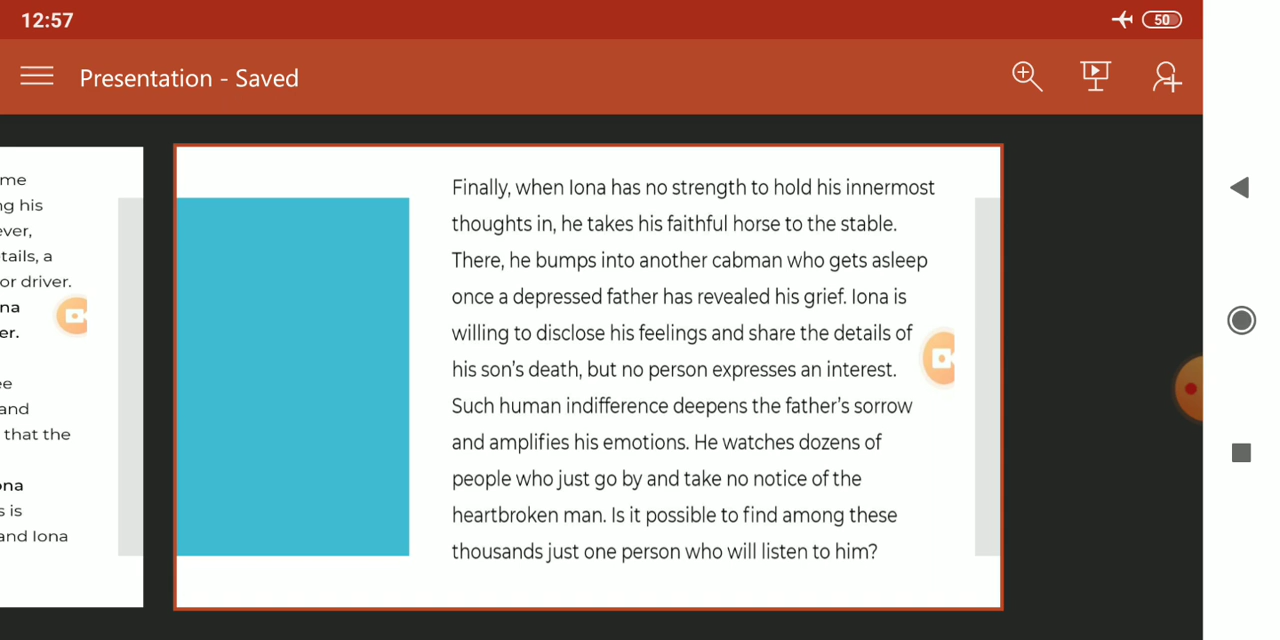 12:57
50
Presentation - Saved
me
ng his
ever,
tails, a
or driver.
na
er.
ee
and
that the
ona
s is
and Iona
Finally, when Iona has no strength to hold his innermost
thoughts in, he takes his faithful horse to the stable.
There, he bumps into another cabman who gets asleep
once a depressed father has revealed his grief. Iona is
willing to disclose his feelings and share the details of
his son's death, but no person expresses an interest.
Such human indifference deepens the father's sorrow
and amplifies his emotions. He watches dozens of
people who just go by and take no notice of the
heartbroken man. Is it possible to find among these
thousands just one person who will listen to him?